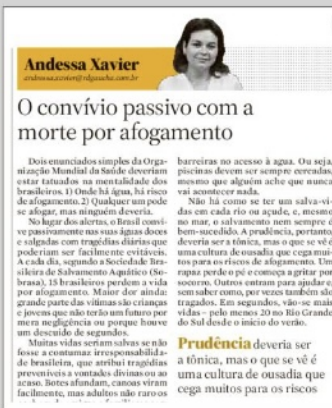 Andessa Xavier
andressa.xavier@rdgaucha.com.br
O convívio passivo com a
morte por afogamento
Dois enunciados simples da Orga-
nização Mundial da Saúde deveriam
estar tatuados na mentalidade dos
brasileiros. 1) Onde há água, há risco
de afogamento. 2) Qualquer um pode
se afogar, mas ninguém deveria.
No lugar dos alertas, o Brasil convi-
ve passivamente nas suas águas doces
e salgadas com tragédias diárias que
poderiam ser facilmente evitáveis.
A cada dia, segundo a Sociedade Bra-
sileira de Salvamento Aquático (So-
brasa), 15 brasileiros perdem a vida
por afogamento. Maior dor ainda:
grande parte das vítimas são crianças
e jovens que não terão um futuro por
mera negligência ou porque houve
um descuido de segundos.
Muitas vidas seriam salvas se não
fosse a contumaz irresponsabilida-
de brasileira, que atribui tragédias
preveníveis a vontades divinas ou ao
acaso. Botes afundam, canoas viram
facilmente, mas adultos não raro os
barreiras no acesso à água. Ou seja,
piscinas devem ser sempre cercadas,
mesmo que alguém ache que nunca
vai acontecer nada.
Não há como se ter um salva-vi-
das em cada rio ou açude, e, mesmo
no mar, o salvamento nem sempre é
bem-sucedido. A prudência, portanto,
deveria ser a tônica, mas o que se vê é
uma cultura de ousadia que cega mui-
tos para os riscos de afogamento. Um
rapaz perde o pé e começa a gritar por
socorro. Outros entram para ajudar e,
sem saber como, por vezes também são
tragados. Em segundos, vão-se mais
vidas – pelo menos 20 no Rio Grande
do Sul desde o início do verão.
Prudência deveria ser
a tônica, mas o que se vê é
uma cultura de ousadia que
cega muitos para os riscos